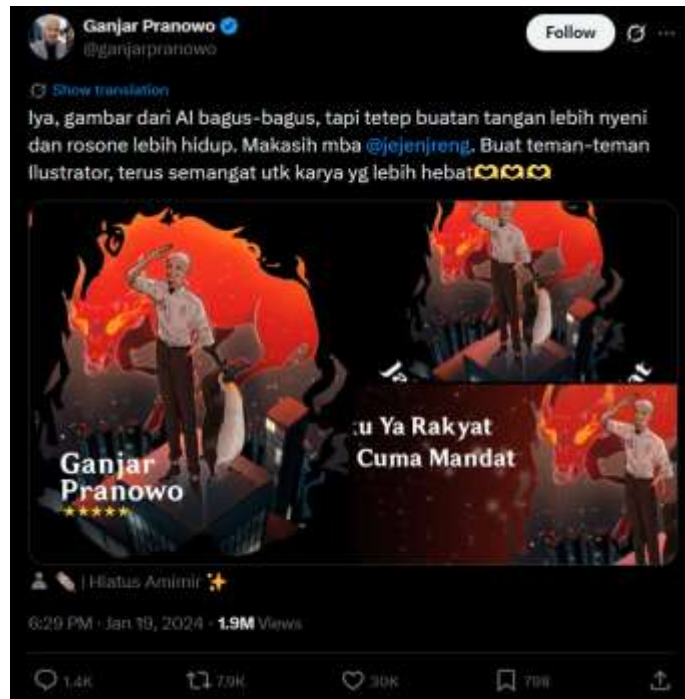 Ganjar Pranowo
@ganjarpranowo
Follow
Show translation
Iya, gambar dari AI bagus-bagus, tapi tetep buatan tangan lebih nyeni
dan rosone lebih hidup. Makasih mba @jejenjreng. Buat teman-teman
Ilustrator, terus semangat utk karya yg lebih hebat🫶🫶🫶
Ganjar
Pranowo
★★★★★
Ja
at
:u Ya Rakyat
Cuma Mandat
| Hiatus Amimir ✨
6:29 PM · Jan 19, 2024 · 1.9M Views
1.4K 7.9K 30K 798